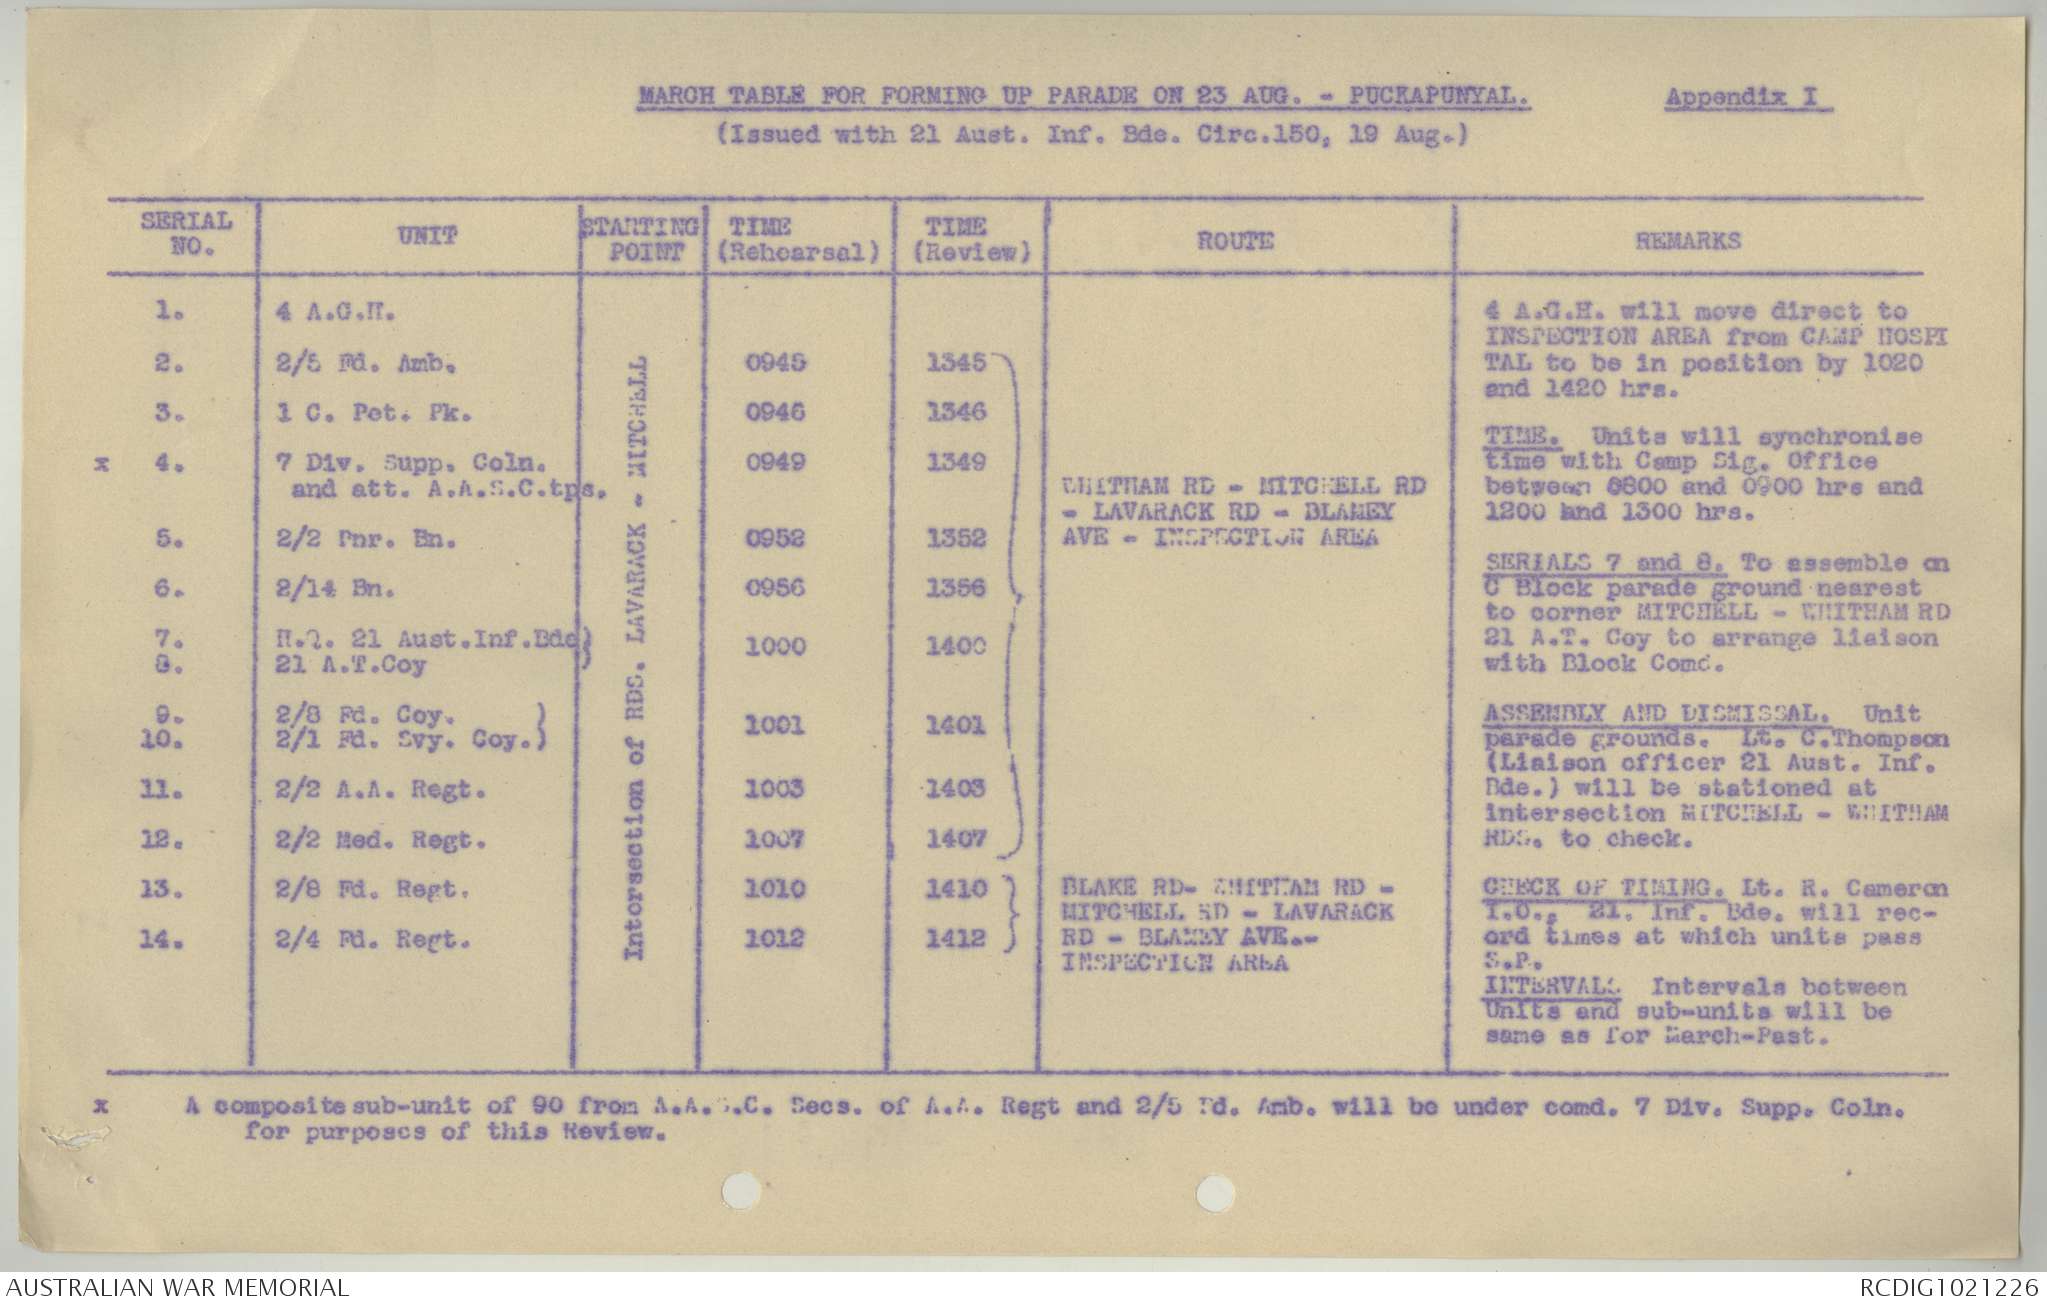 MARCH TABLE FOR FORMING UP PARADE ON 23 AUG. - PUCKAPUNYAL.
Appendix I
(Issued with 21 Aust. Inf. Bde. Circ.150, 19 Aug.)
SERIAL NO.
UNIT
STARTING POINT
TIME (Rehearsal)
TIME (Review)
ROUTE
REMARKS
1. 4 A.G.H.
2. 2/5 Fd. Amb. 0945 1345
3. 1 C. Pet. Pk. 0946 1346
x 4. 7 Div. Supp. Coln. 0949 1349
and att. A.A.S.C.tps.
5. 2/2 Pnr. Bn. 0952 1352
6. 2/14 Bn. 0956 1356
7. H.Q. 21 Aust.Inf.Bde)
8. 21 A.T.Coy ) 1000 1400
9. 2/8 Fd. Coy. )
10. 2/1 Fd. Svy. Coy.) 1001 1401
11. 2/2 A.A. Regt. 1003 1403
12. 2/2 Med. Regt. 1007 1407
13. 2/8 Fd. Regt. 1010 1410
14. 2/4 Fd. Regt. 1012 1412
Intersection of RDS. LAVARACK - MITCHELL
WHITHAM RD - MITCHELL RD
- LAVARACK RD - BLAMEY
AVE - INSPECTION AREA
BLAKE RD- WHITHAM RD -
MITCHELL RD - LAVARACK
RD - BLAMEY AVE.-
INSPECTION AREA
4 A.G.H. will move direct to
INSPECTION AREA from CAMP HOSPI
TAL to be in position by 1020
and 1420 hrs.
TIME. Units will synchronise
time with Camp Sig. Office
between 0800 and 0900 hrs and
1200 and 1300 hrs.
SERIALS 7 and 8. To assemble on
C Block parade ground nearest
to corner MITCHELL - WHITHAM RD
21 A.T. Coy to arrange liaison
with Block Comd.
ASSEMBLY AND DISMISSAL. Unit
parade grounds. Lt. C.Thompson
(Liaison officer 21 Aust. Inf.
Bde.) will be stationed at
intersection MITCHELL - WHITHAM
RDS. to check.
CHECK OF TIMING. Lt. R. Cameron
I.O., 21. Inf. Bde. will rec-
ord times at which units pass
S.P.
INTERVALS Intervals between
Units and sub-units will be
same as for March-Past.
x A composite sub-unit of 90 from A.A.S.C. Secs. of A.A. Regt and 2/5 Fd. Amb. will be under comd. 7 Div. Supp. Coln.
for purposes of this Review.
AUSTRALIAN WAR MEMORIAL
RCDIG1021226